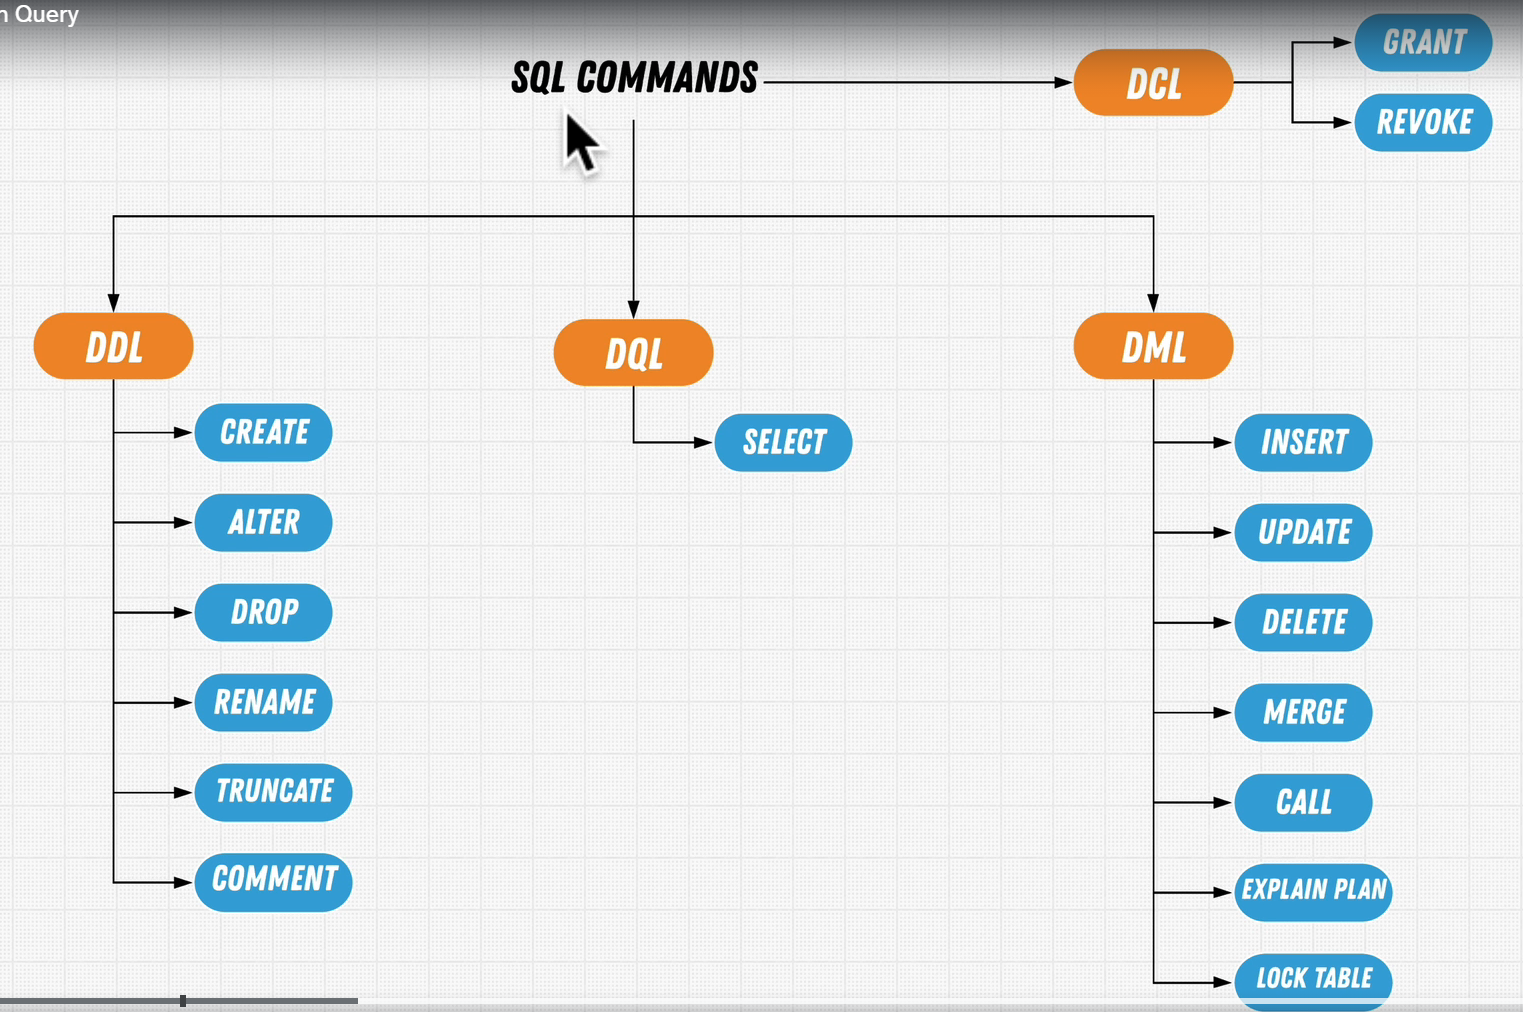 Query
SQL COMMANDS
DCL
GRANT
REVOKE
DDL
CREATE
ALTER
DROP
RENAME
TRUNCATE
COMMENT
DQL
SELECT
DML
INSERT
UPDATE
DELETE
MERGE
CALL
EXPLAIN PLAN
LOCK TABLE